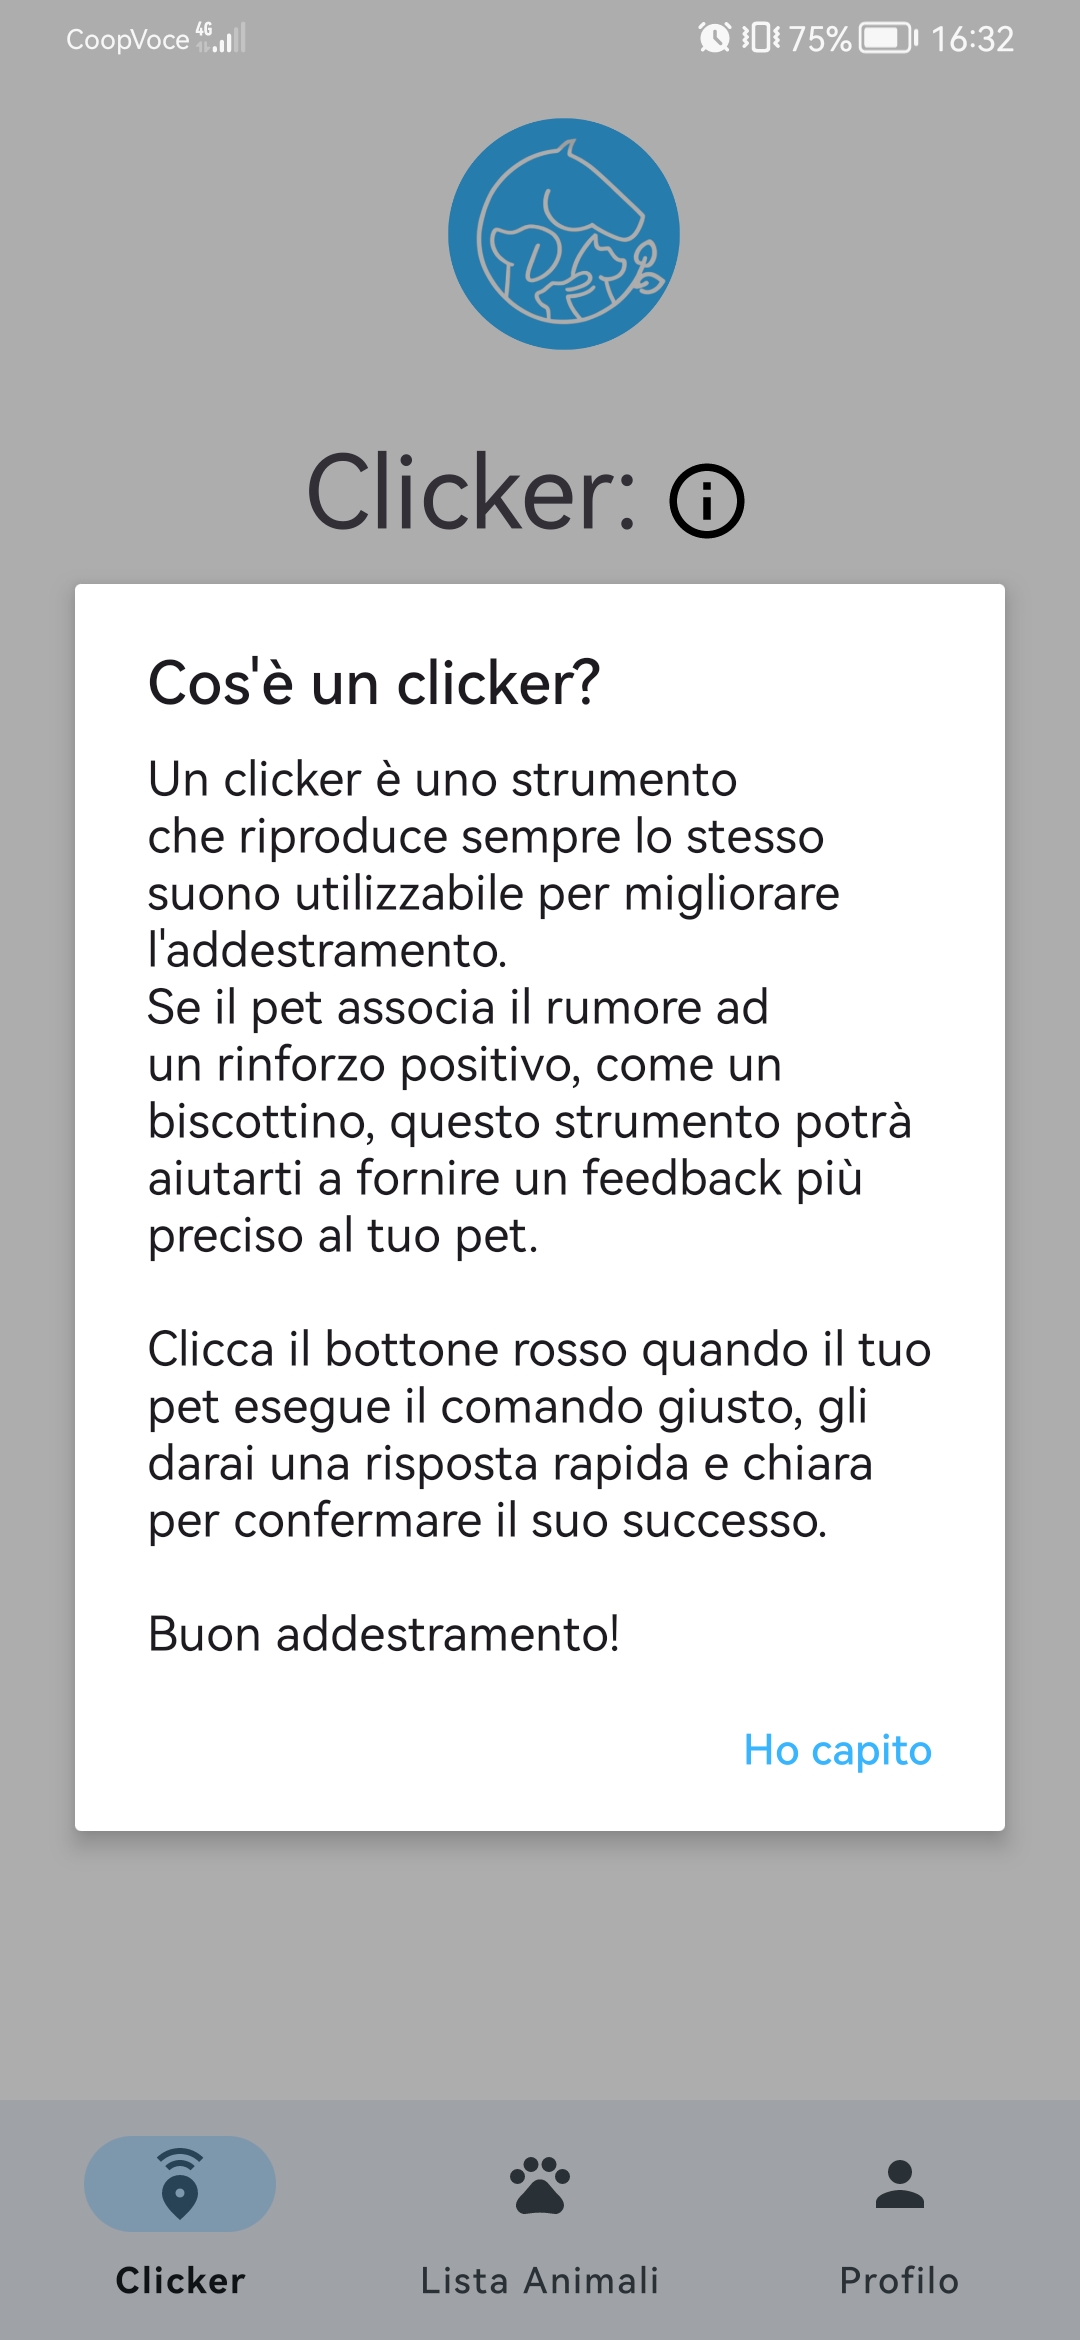 CoopVoce 4G 75% 16:32
Clicker:
Cos'è un clicker?
Un clicker è uno strumento
che riproduce sempre lo stesso
suono utilizzabile per migliorare
l'addestramento.
Se il pet associa il rumore ad
un rinforzo positivo, come un
biscottino, questo strumento potrà
aiutarti a fornire un feedback più
preciso al tuo pet.
Clicca il bottone rosso quando il tuo
pet esegue il comando giusto, gli
darai una risposta rapida e chiara
per confermare il suo successo.
Buon addestramento!
Ho capito
Clicker Lista Animali Profilo